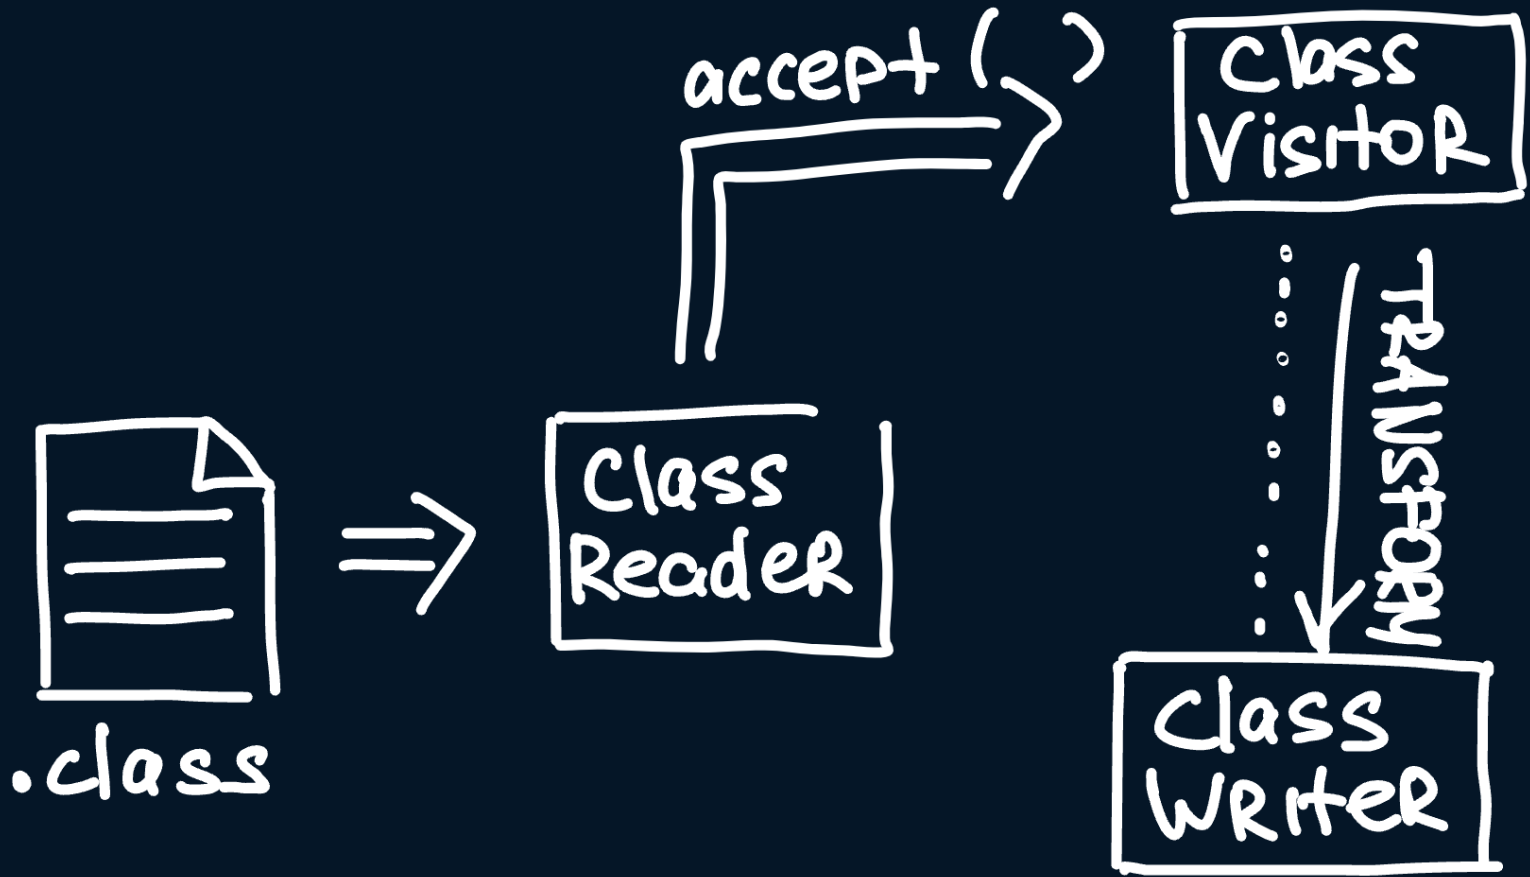 accept ( )
Class
VisitoR
TRANSFORM
Class
ReadeR
.class
Class
WRiteR